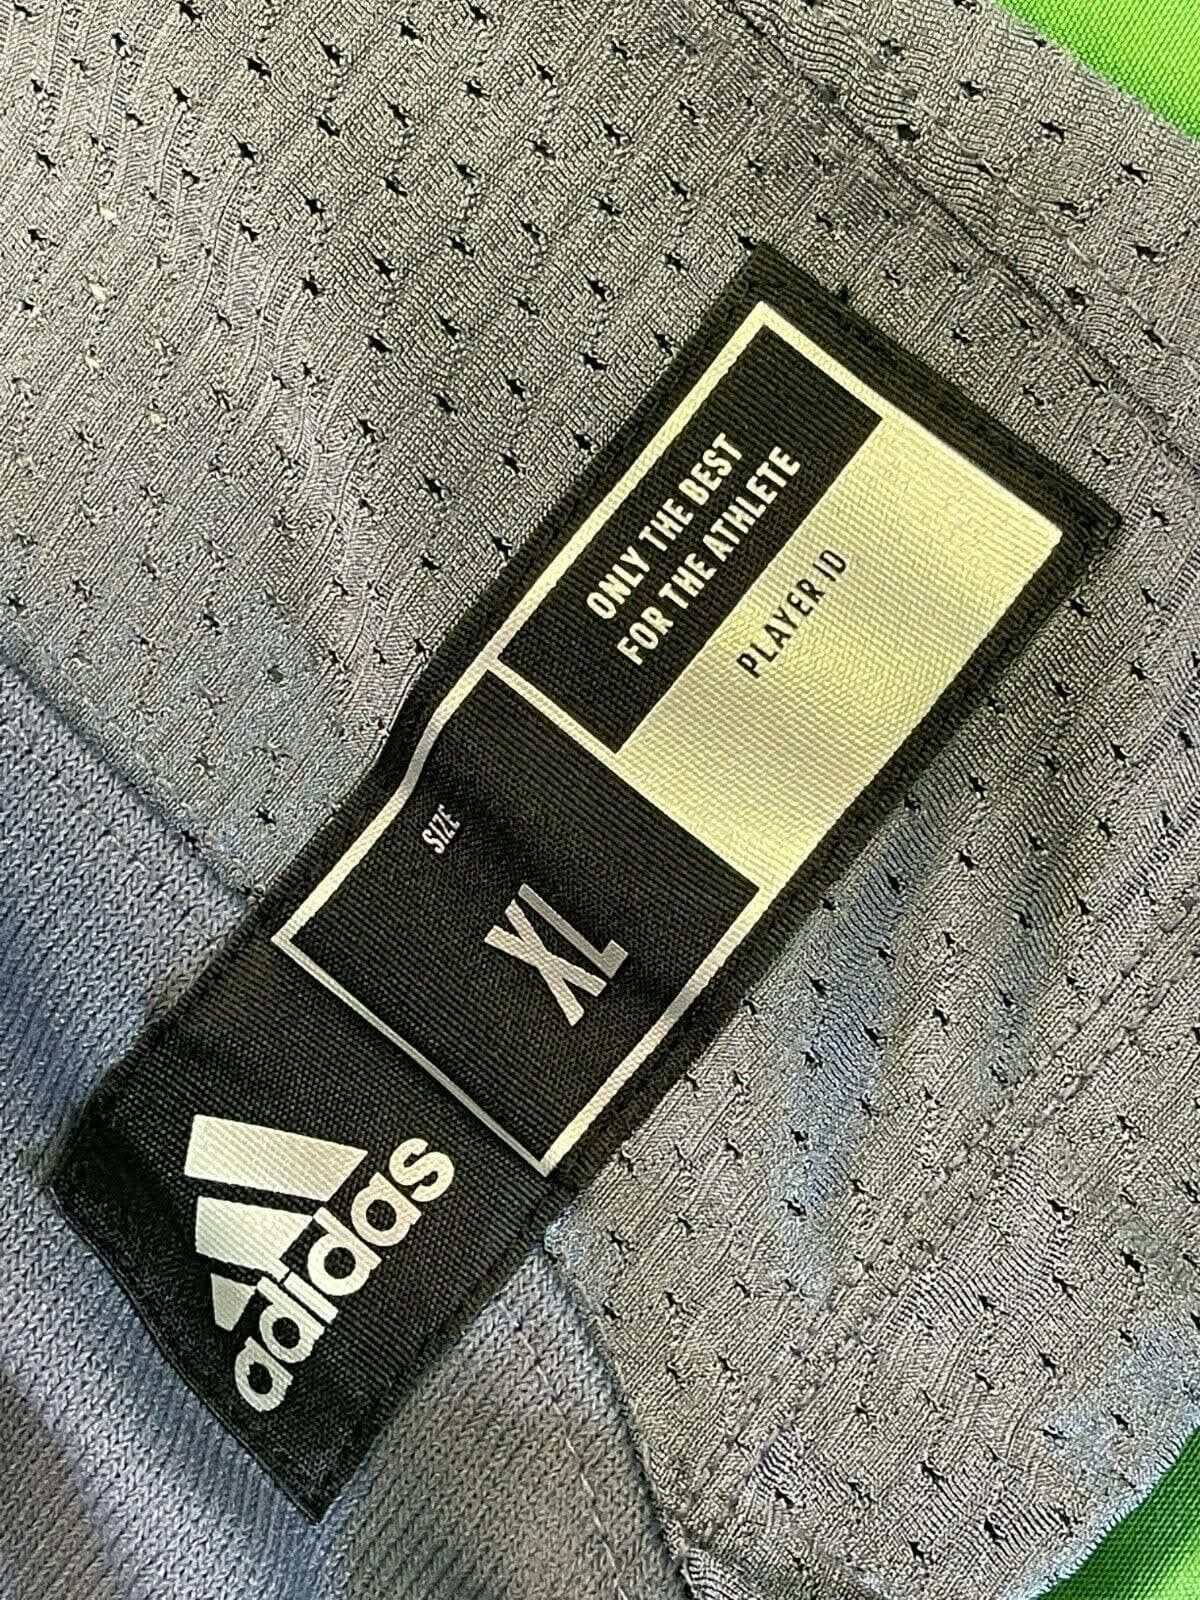 ONLY THE BEST
FOR THE ATHLETE
PLAYER ID
SIZE
XL
adidas